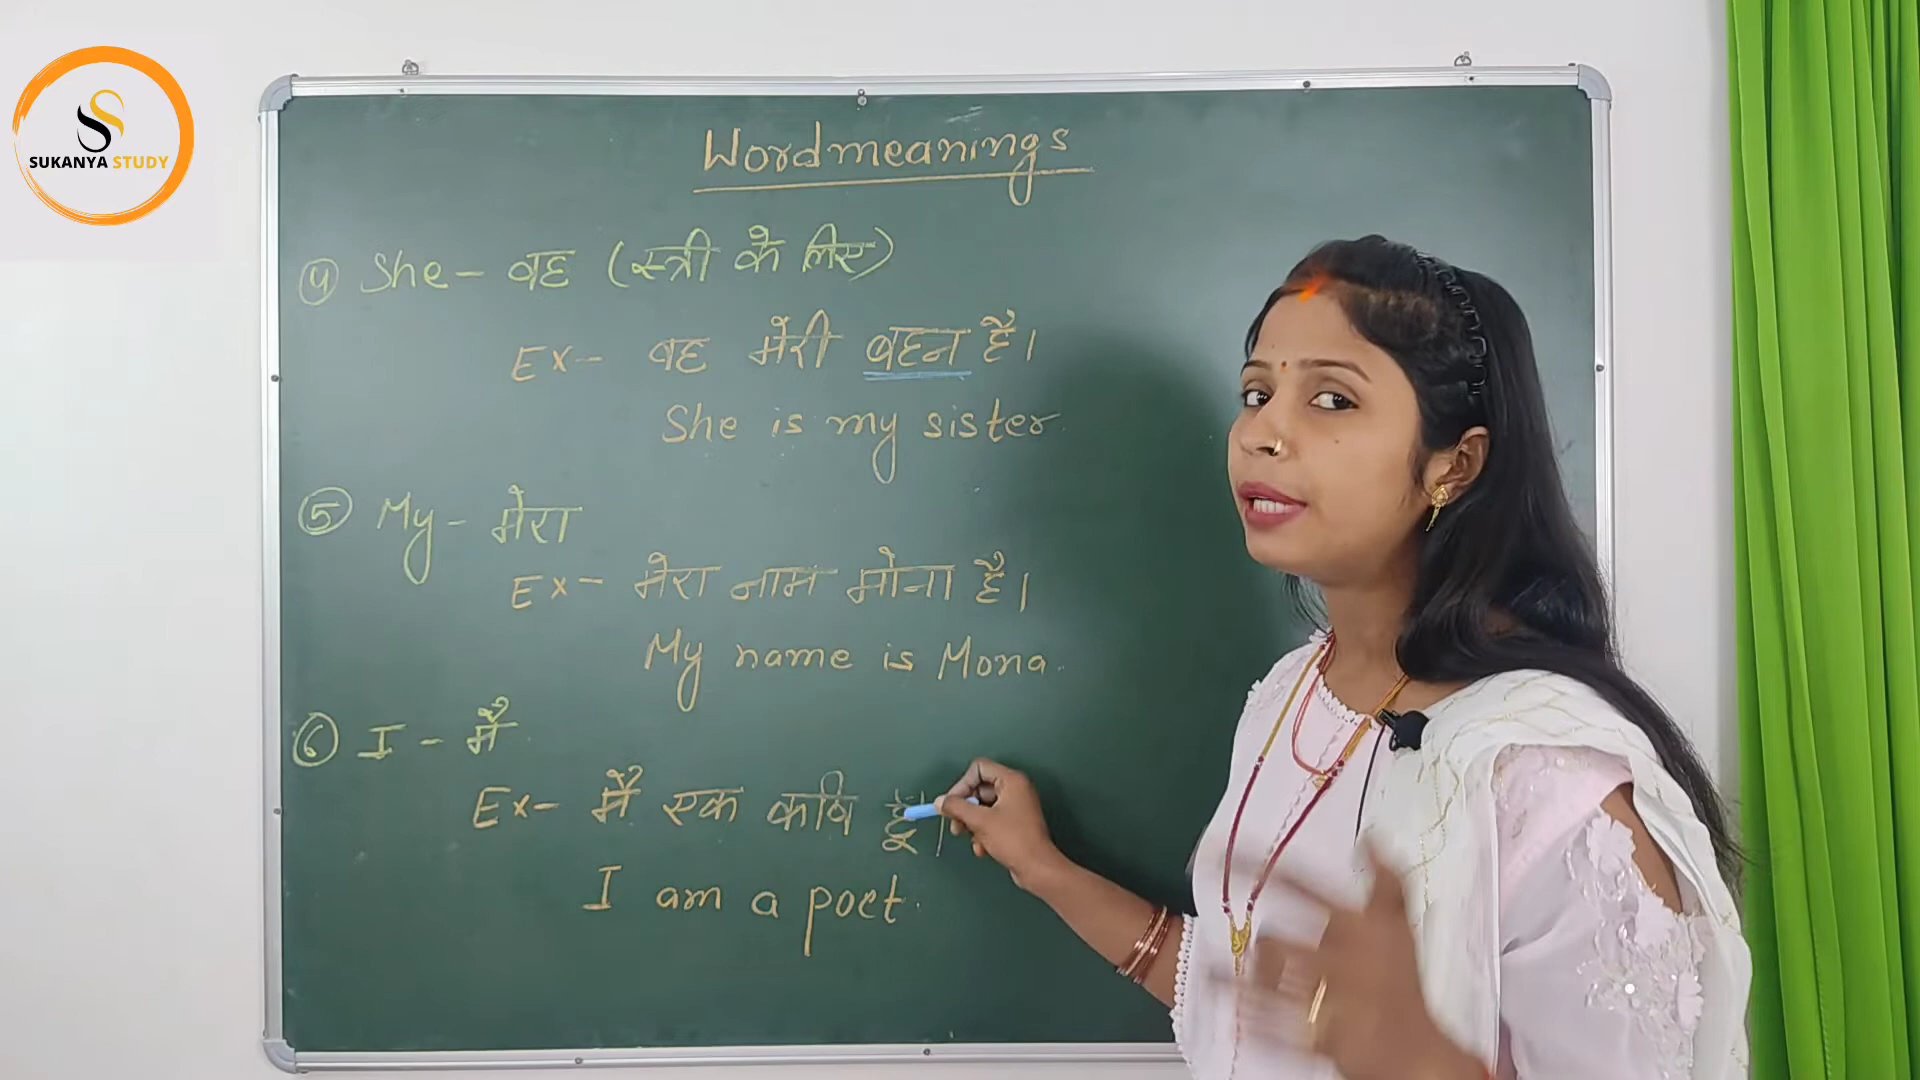 SUKANYA STUDY
Wordmeanings
④ She - वह (स्त्री के लिए)
Ex- वह मेरी बहन है।
She is my sister.
⑤ My - मेरा
Ex- मेरा नाम मोना है।
My name is Mona.
⑥ I - मैं
Ex- मैं एक कवि हूँ।
I am a poet.